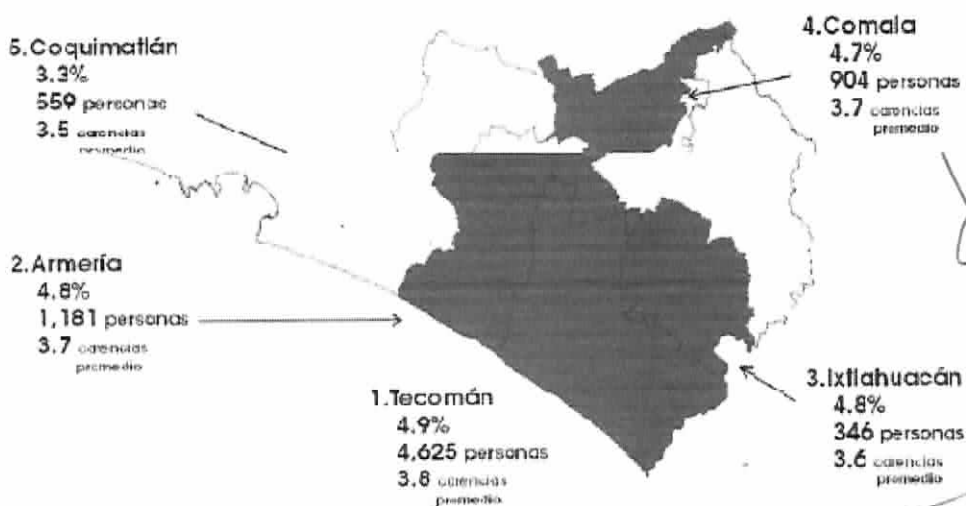 5.Coquimatlán
3.3%
559 personas
3.5 carencias
promedio
4.Comala
4.7%
904 personas
3.7 carencias
promedio
2.Armería
4.8%
1,181 personas
3.7 carencias
promedio
1.Tecomán
4.9%
4,625 personas
3.8 carencias
promedio
3.Ixtlahuacán
4.8%
346 personas
3.6 carencias
promedio